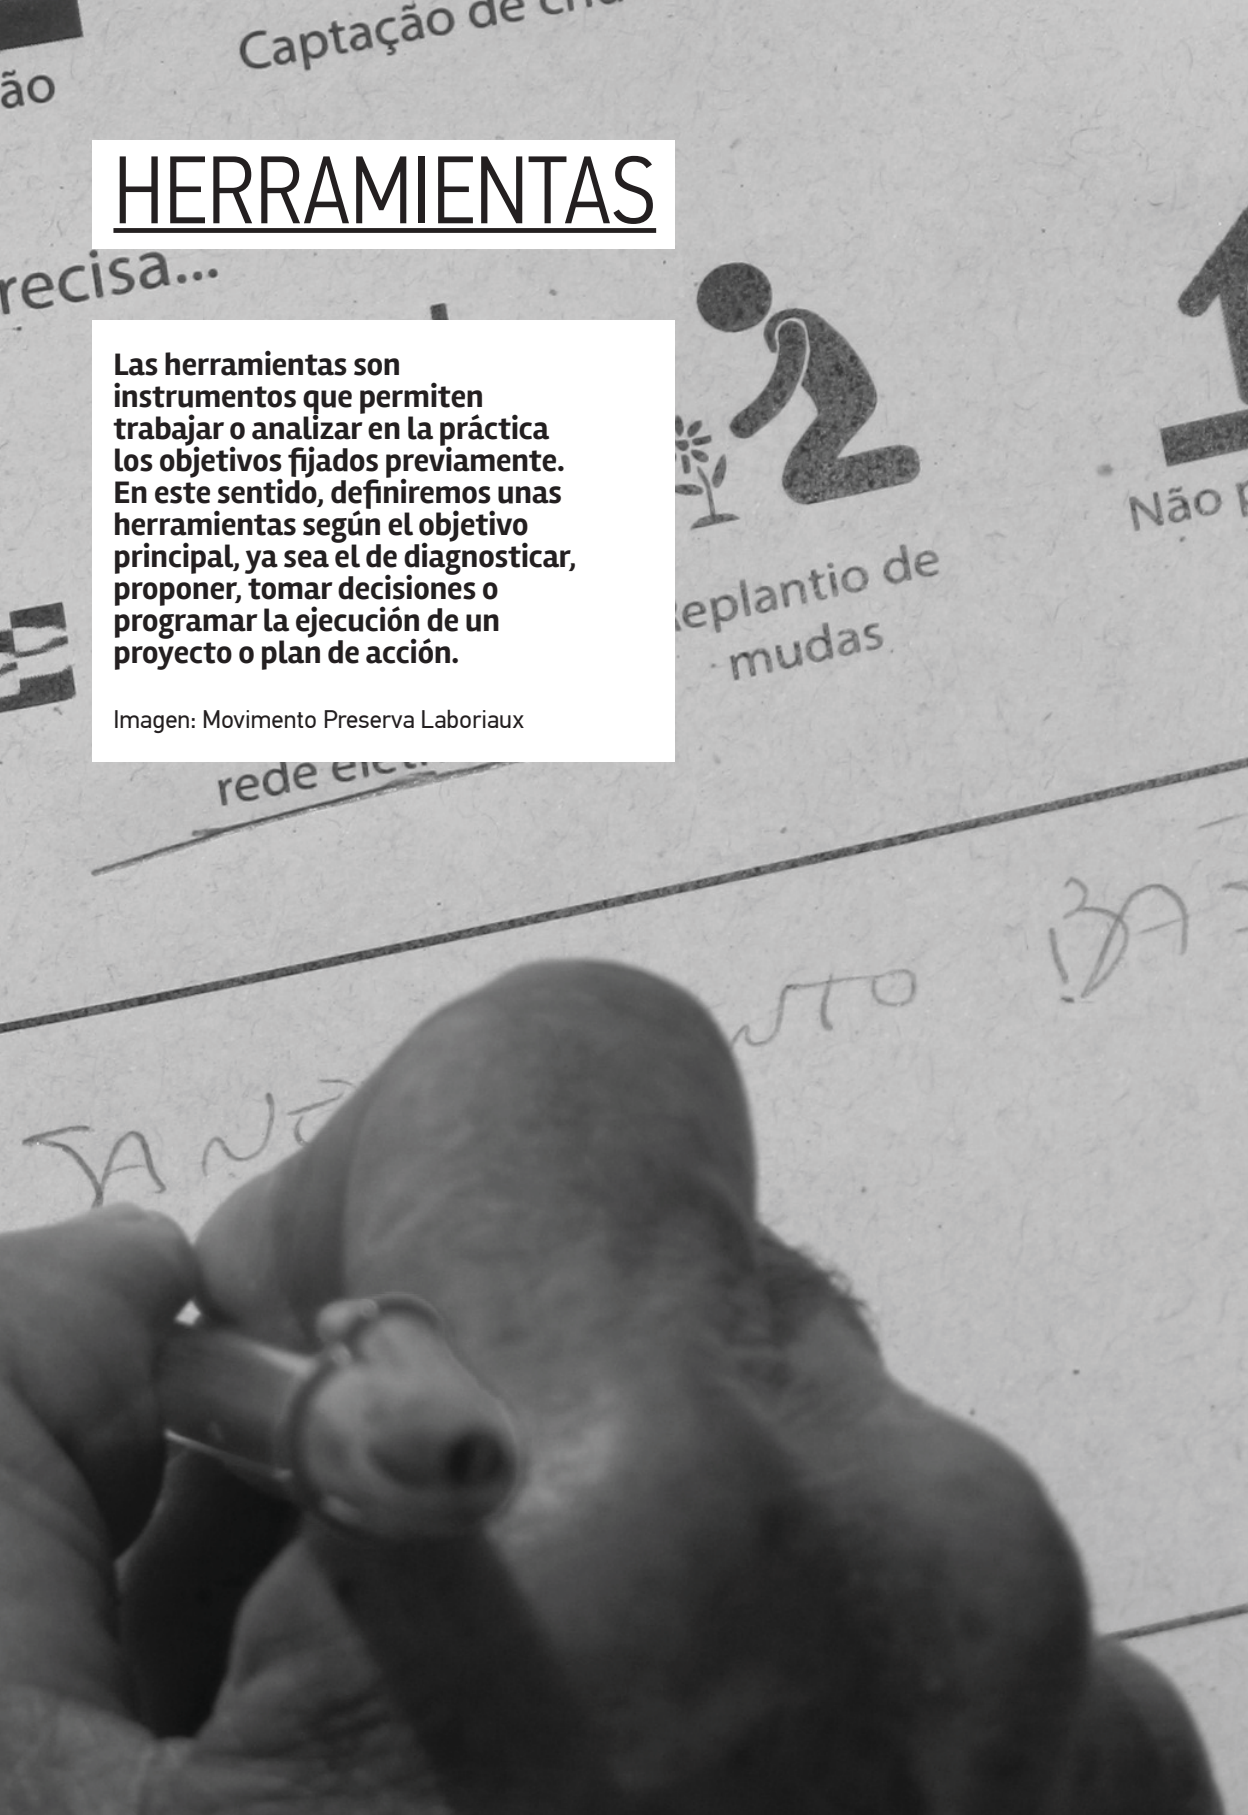 Captação de
ão
HERRAMIENTAS
recisa...
Las herramientas son
instrumentos que permiten
trabajar o analizar en la práctica
los objetivos fijados previamente.
En este sentido, definiremos unas
herramientas según el objetivo
principal, ya sea el de diagnosticar,
proponer, tomar decisiones o
programar la ejecución de un
proyecto o plan de acción.
Imagen: Movimento Preserva Laboriaux
Não p
eplantio de
mudas
rede